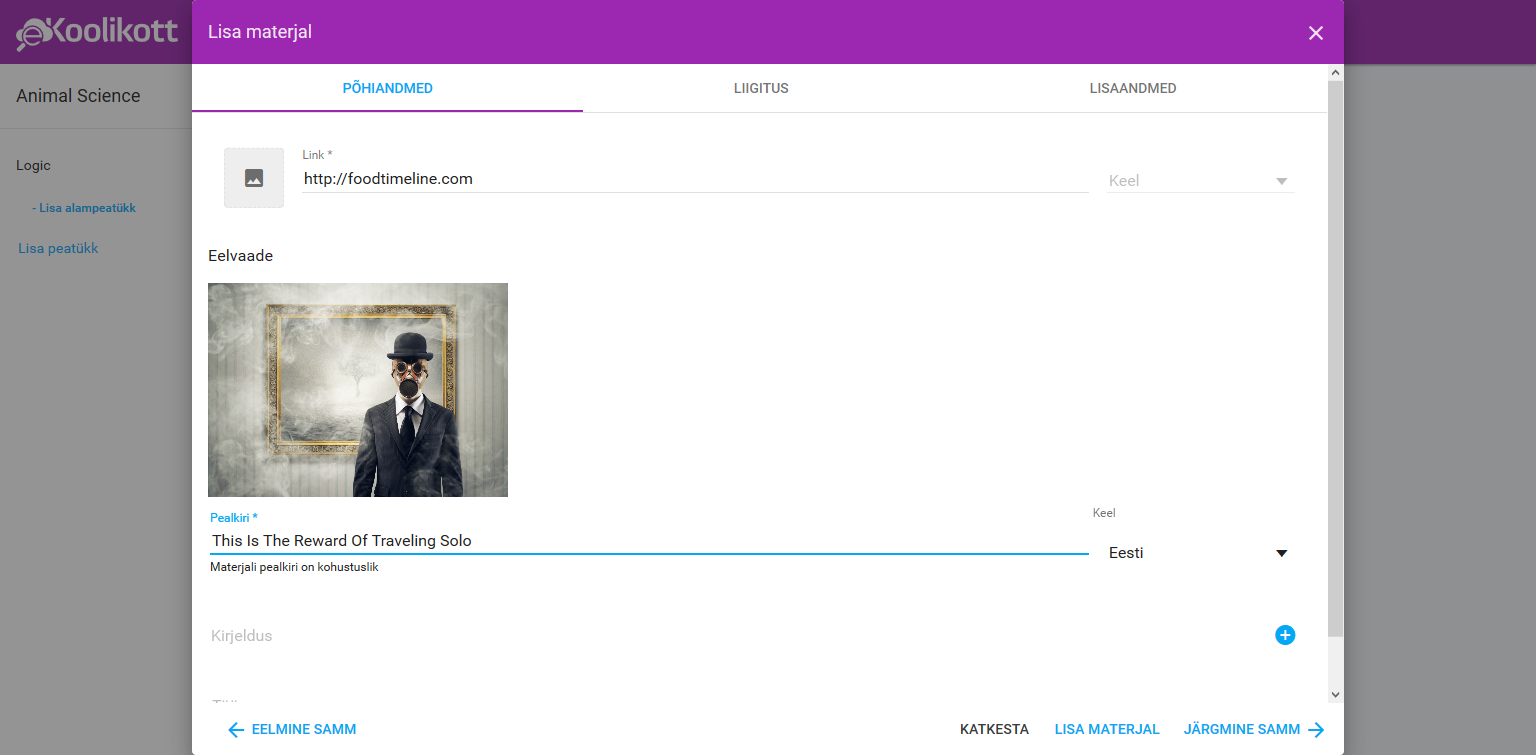 eKoolikott
Lisa materjal
Animal Science
PÕHIANDMED
LIIGITUS
LISAANDMED
Logic
- Lisa alampeatükk
Lisa peatükk
Link *
http://foodtimeline.com
Keel
Eelvaade
Pealkiri *
This Is The Reward Of Traveling Solo
Materjali pealkiri on kohustuslik
Keel
Eesti
Kirjeldus
EELMINE SAMM
KATKESTA
LISA MATERJAL
JÄRGMINE SAMM